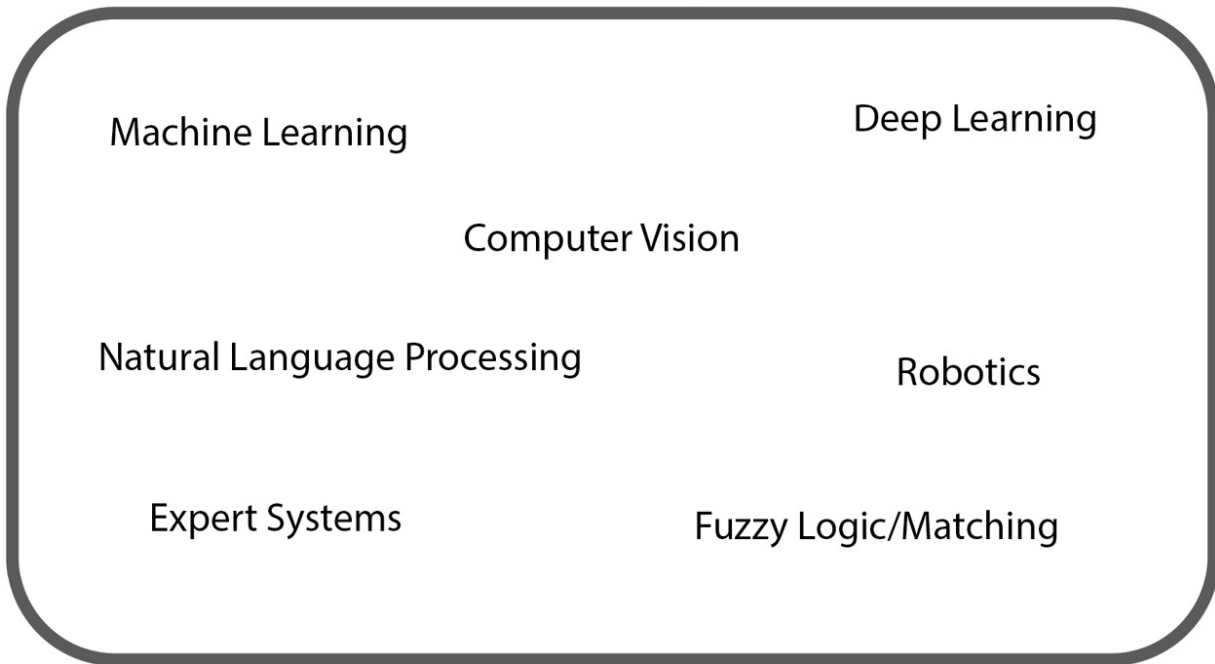 Machine Learning
Deep Learning
Computer Vision
Natural Language Processing
Robotics
Expert Systems
Fuzzy Logic/Matching